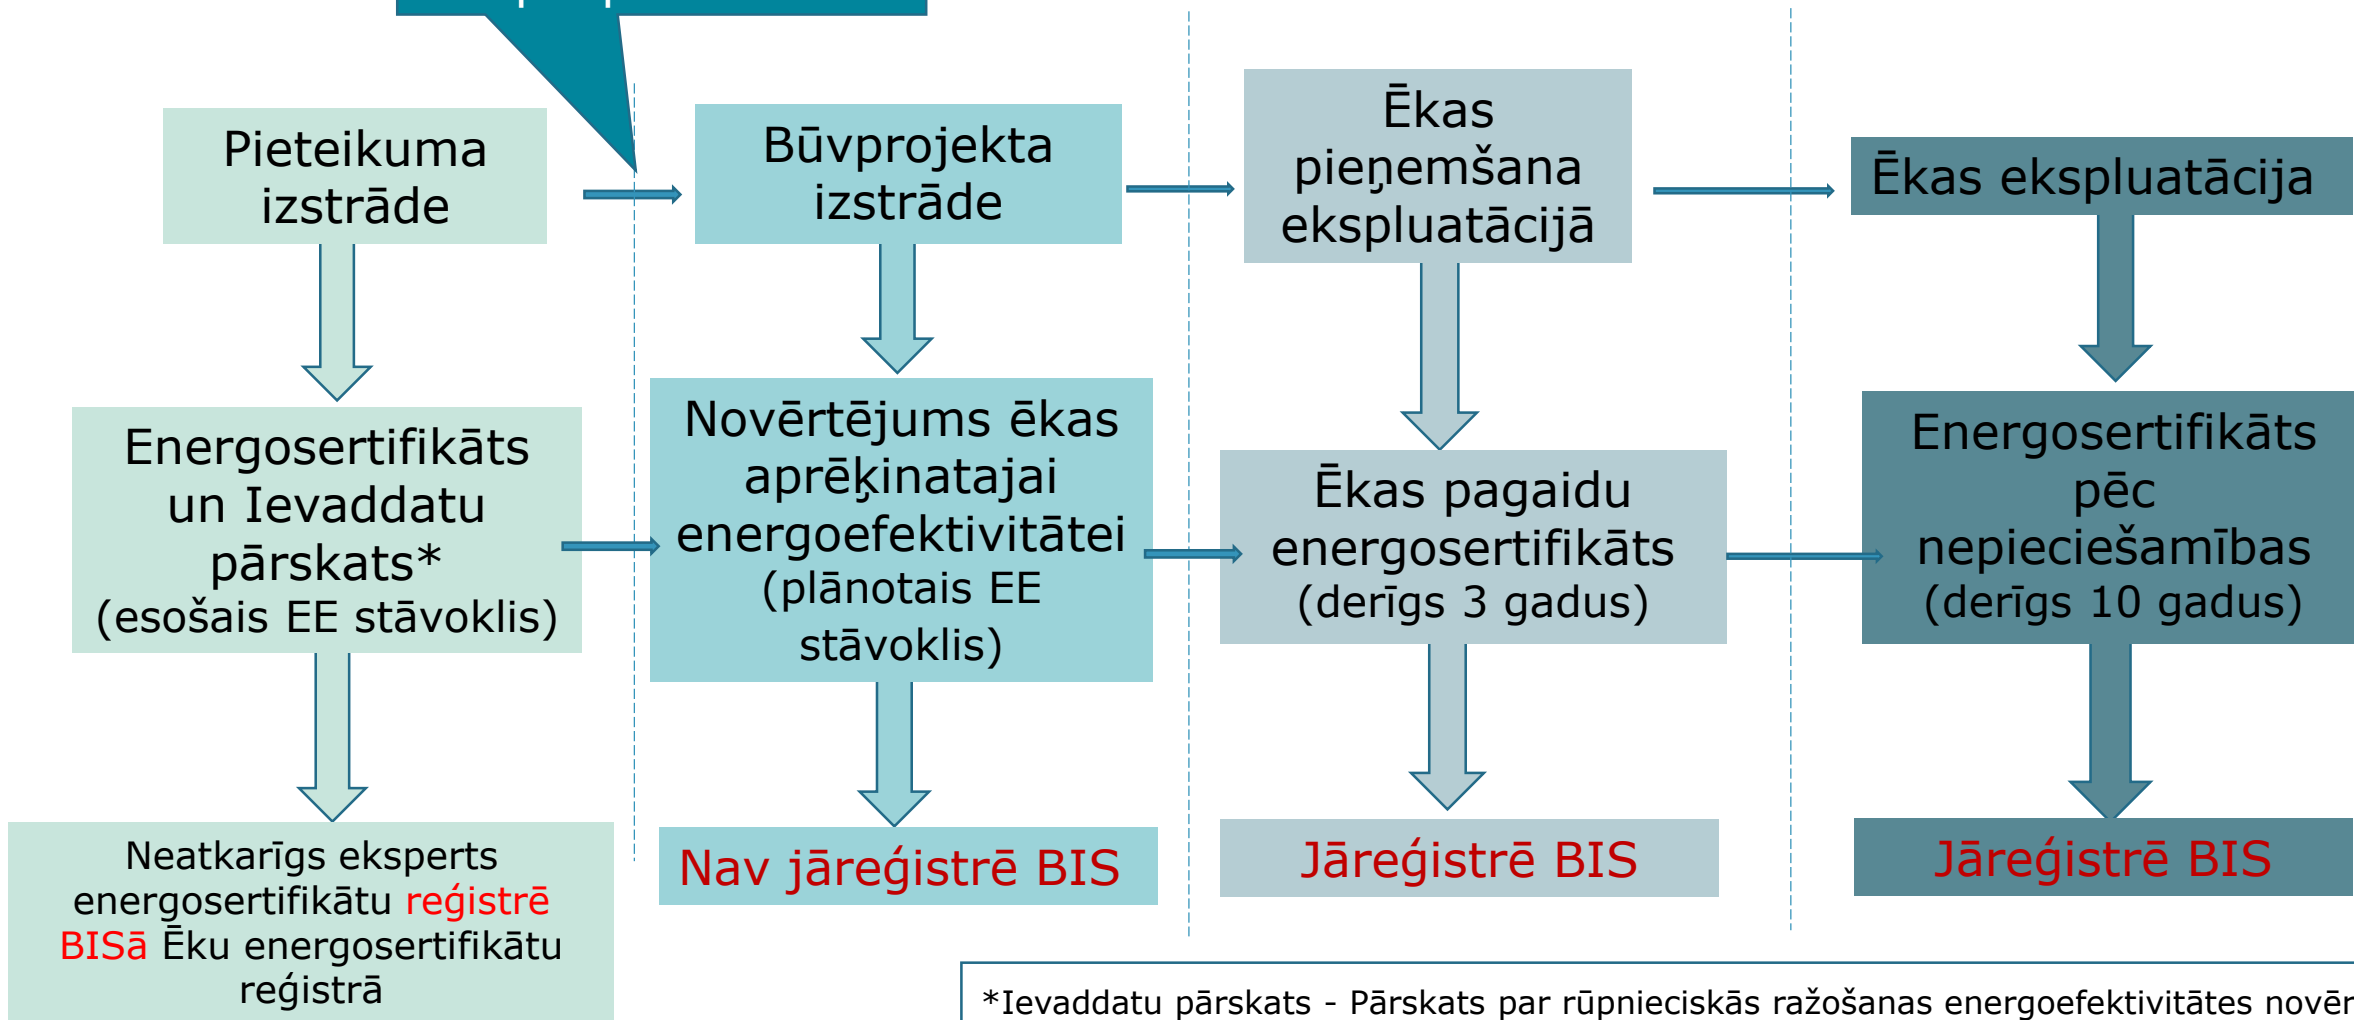 Pieteikuma
izstrāde
Būvprojekta
izstrāde
Ēkas
pieņemšana
ekspluatācijā
Ēkas ekspluatācija
Energosertifikāts
un Ievaddatu
pārskats*
(esošais EE stāvoklis)
Novērtējums ēkas
aprēķinatajai
energoefektivitātei
(plānotais EE
stāvoklis)
Ēkas pagaidu
energosertifikāts
(derīgs 3 gadus)
Energosertifikāts
pēc
nepieciešamības
(derīgs 10 gadus)
Neatkarīgs eksperts
energosertifikātu reģistrē
BISā Ēku energosertifikātu
reģistrā
Nav jāreģistrē BIS
Jāreģistrē BIS
Jāreģistrē BIS
*Ievaddatu pārskats - Pārskats par rūpnieciskās ražošanas energoefektivitātes novēr